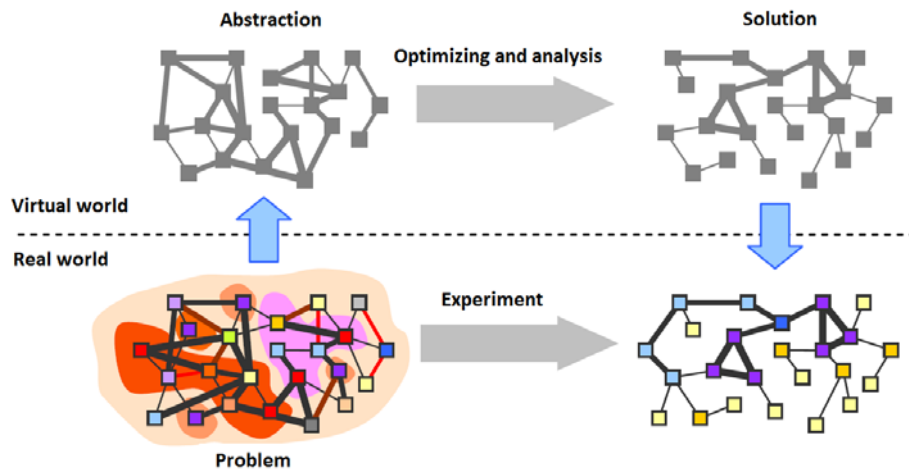 Abstraction
Solution
Optimizing and analysis
Virtual world
Real world
Experiment
Problem